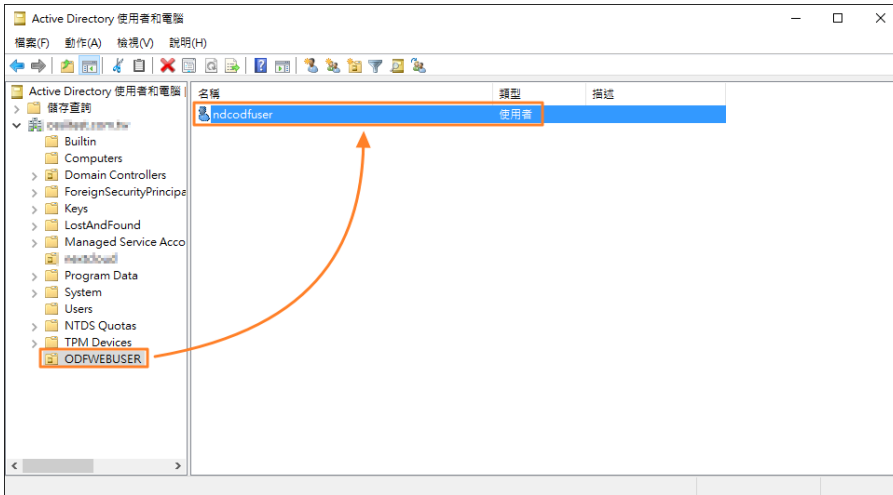 Active Directory 使用者和電腦
檔案(F) 動作(A) 檢視(V) 說明(H)
Active Directory 使用者和電腦
儲存查詢
Builtin
Computers
Domain Controllers
ForeignSecurityPrincipa
Keys
LostAndFound
Managed Service Acco
Program Data
System
Users
NTDS Quotas
TPM Devices
ODFWEBUSER
名稱 類型 描述
ndcodfuser 使用者